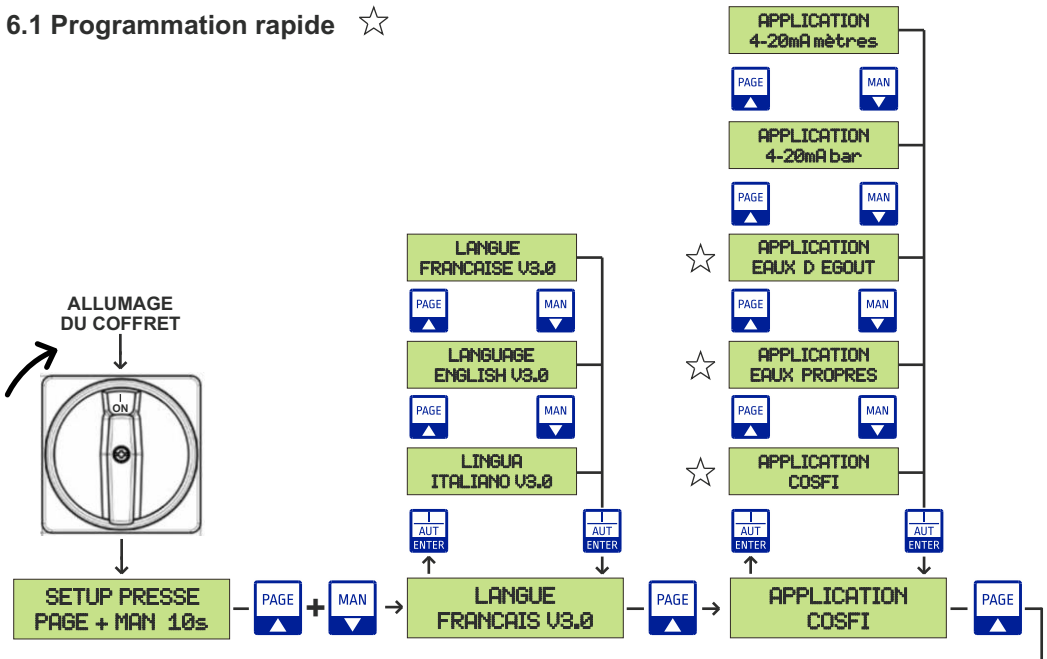 6.1 Programmation rapide
APPLICATION
4-20mA mètres
PAGE
MAN
APPLICATION
4-20mA bar
PAGE
MAN
LANGUE
FRANCAISE V3.0
APPLICATION
EAUX D EGOUT
PAGE
MAN
PAGE
MAN
ALLUMAGE
DU COFFRET
LANGUAGE
ENGLISH V3.0
APPLICATION
EAUX PROPRES
I
ON
PAGE
MAN
PAGE
MAN
LINGUA
ITALIANO V3.0
APPLICATION
COSFI
I
AUT
ENTER
I
AUT
ENTER
I
AUT
ENTER
I
AUT
ENTER
SETUP PRESSE
PAGE + MAN 10s
PAGE
+
MAN
LANGUE
FRANCAIS V3.0
PAGE
APPLICATION
COSFI
PAGE